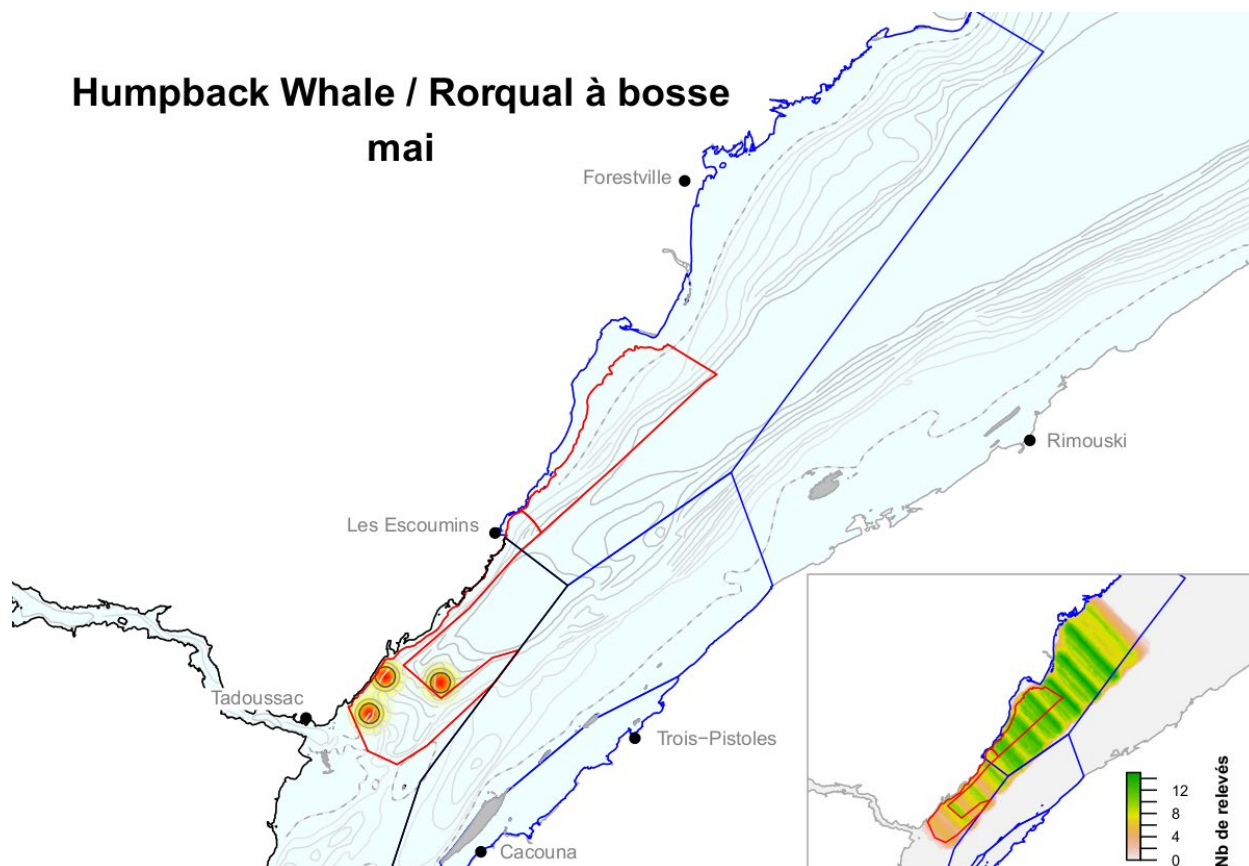 Humpback Whale / Rorqual à bosse
mai
Forestville
Rimouski
Les Escoumins
Tadoussac
Trois−Pistoles
Cacouna
12
8
4
0
Nb de relevés